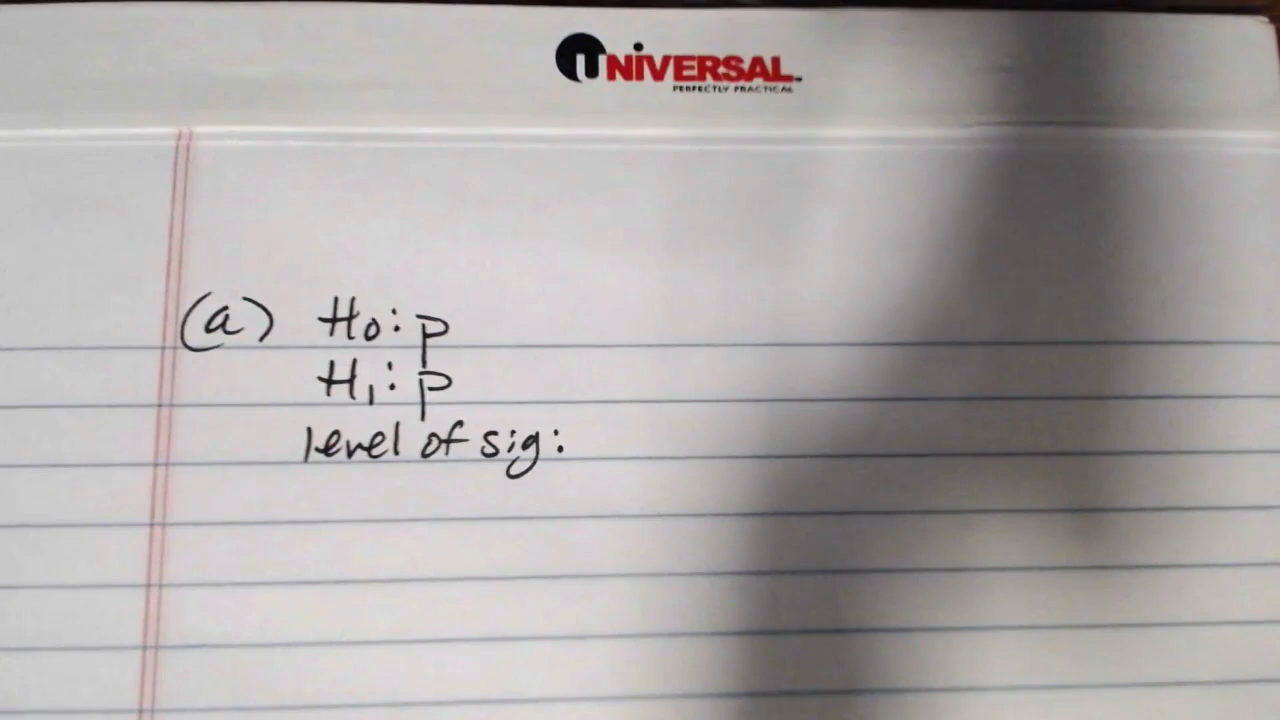 UNIVERSAL
PERFECTLY PRACTICAL
(a) H0: p
H1: p
level of sig: